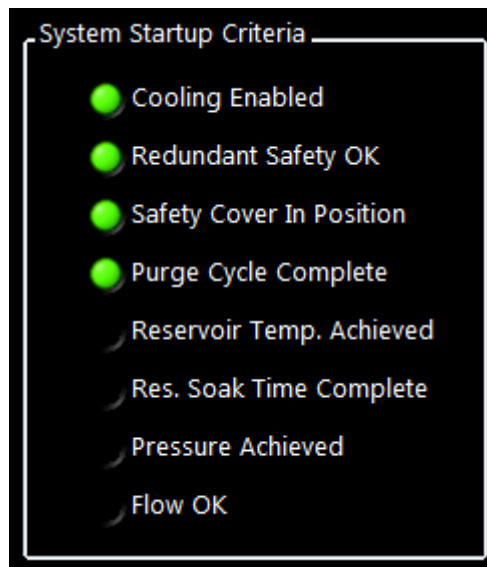 System Startup Criteria
Cooling Enabled
Redundant Safety OK
Safety Cover In Position
Purge Cycle Complete
Reservoir Temp. Achieved
Res. Soak Time Complete
Pressure Achieved
Flow OK